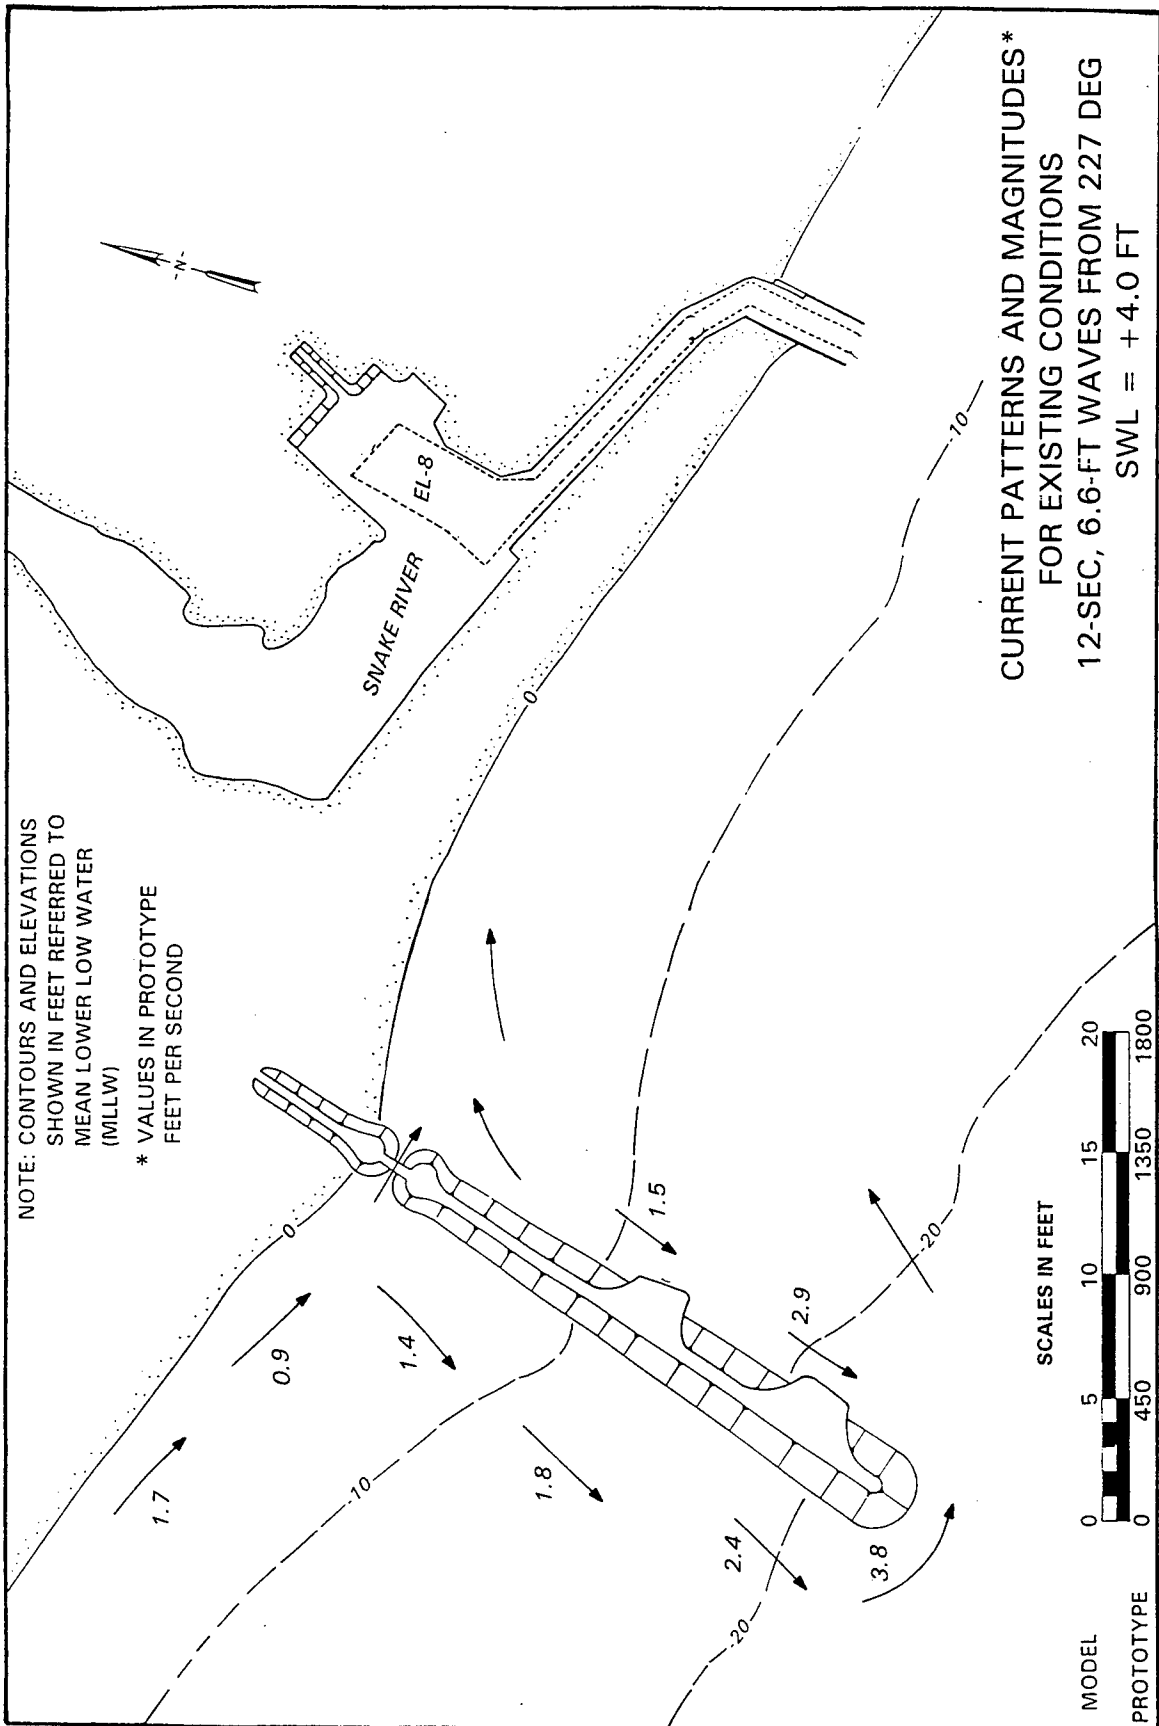 NOTE: CONTOURS AND ELEVATIONS
SHOWN IN FEET REFERRED TO
MEAN LOWER LOW WATER
(MLLW)
* VALUES IN PROTOTYPE
FEET PER SECOND
-N-
SNAKE RIVER
EL-8
0
0
1.7
0.9
1.4
-10
1.8
1.5
-10
2.4
2.9
-20
3.8
-20
SCALES IN FEET
MODEL 0 5 10 15 20
PROTOTYPE 0 450 900 1350 1800
CURRENT PATTERNS AND MAGNITUDES*
FOR EXISTING CONDITIONS
12-SEC, 6.6-FT WAVES FROM 227 DEG
SWL = +4.0 FT